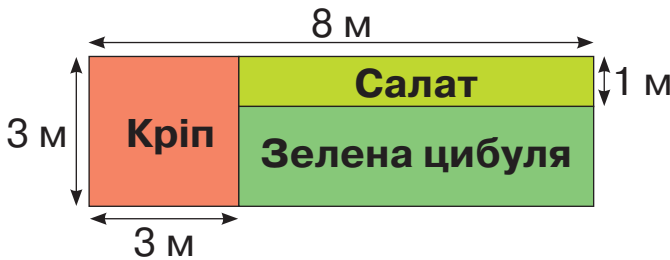 8 м
Салат
1 м
3 м
Кріп
Зелена цибуля
3 м